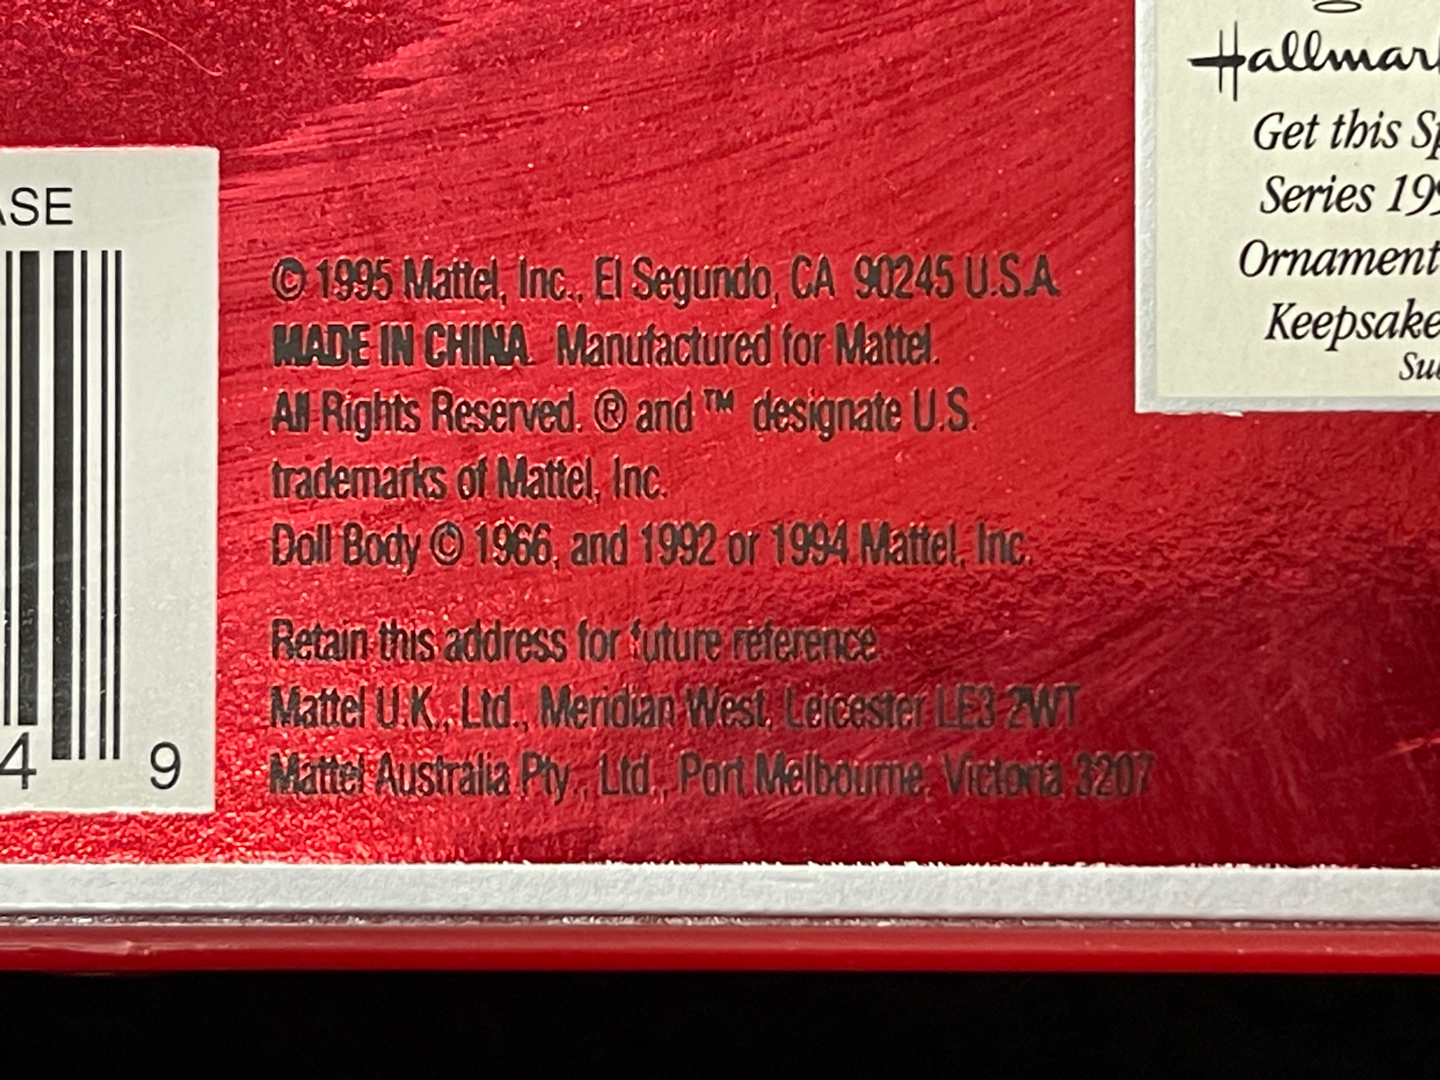 ASE
4 9
© 1995 Mattel, Inc., El Segundo, CA 90245 U.S.A.
MADE IN CHINA. Manufactured for Mattel.
All Rights Reserved. ® and ™ designate U.S.
trademarks of Mattel, Inc.
Doll Body © 1966, and 1992 or 1994 Mattel, Inc.
Retain this address for future reference.
Mattel U.K., Ltd., Meridian West, Leicester LE3 2WT
Mattel Australia Pty., Ltd., Port Melbourne, Victoria 3207
Hallmark
Get this Sp
Series 199
Ornament
Keepsake
Su